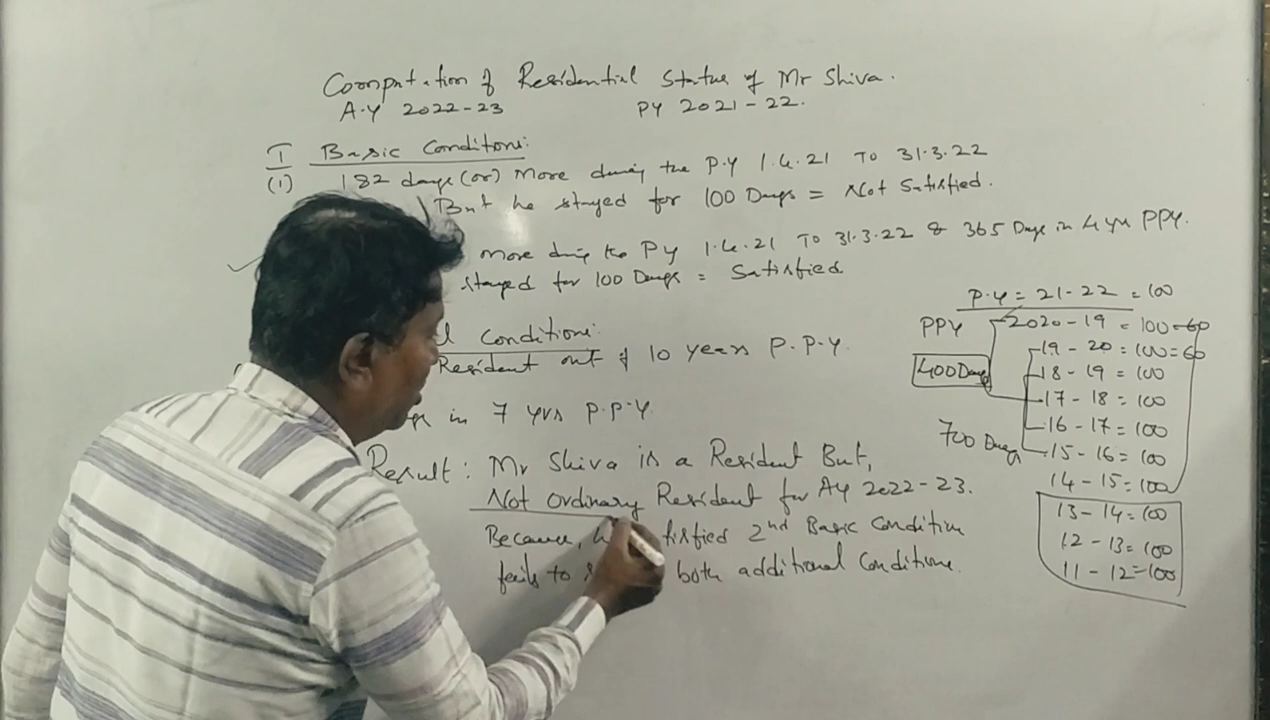 Computation of Residential Status of Mr Shiva.
A.Y 2022-23 PY 2021-22.
I Basic Conditions:
(1) 182 days (or) more during the P.Y 1.4.21 To 31.3.22
But he stayed for 100 Days = Not Satisfied.
more during the PY 1.4.21 To 31.3.22 & 365 Days in 4 yrs PPY.
stayed for 100 Days = Satisfied
Conditions:
Resident out of 10 years P.P.Y.
in 7 yrs P.P.Y
Result: Mr Shiva is a Resident But,
Not Ordinary Resident for AY 2022-23.
Because, 2nd Basic Condition
fails to both additional Conditions.
P.Y = 21-22 = 100
PPY 2020-19 = 100=60
19-20 = 100=60
400 Days 18-19 = 100
17-18 = 100
700 Days 16-17 = 100
15-16 = 100
14-15 = 100
13-14 = 100
12-13 = 100
11-12 = 100